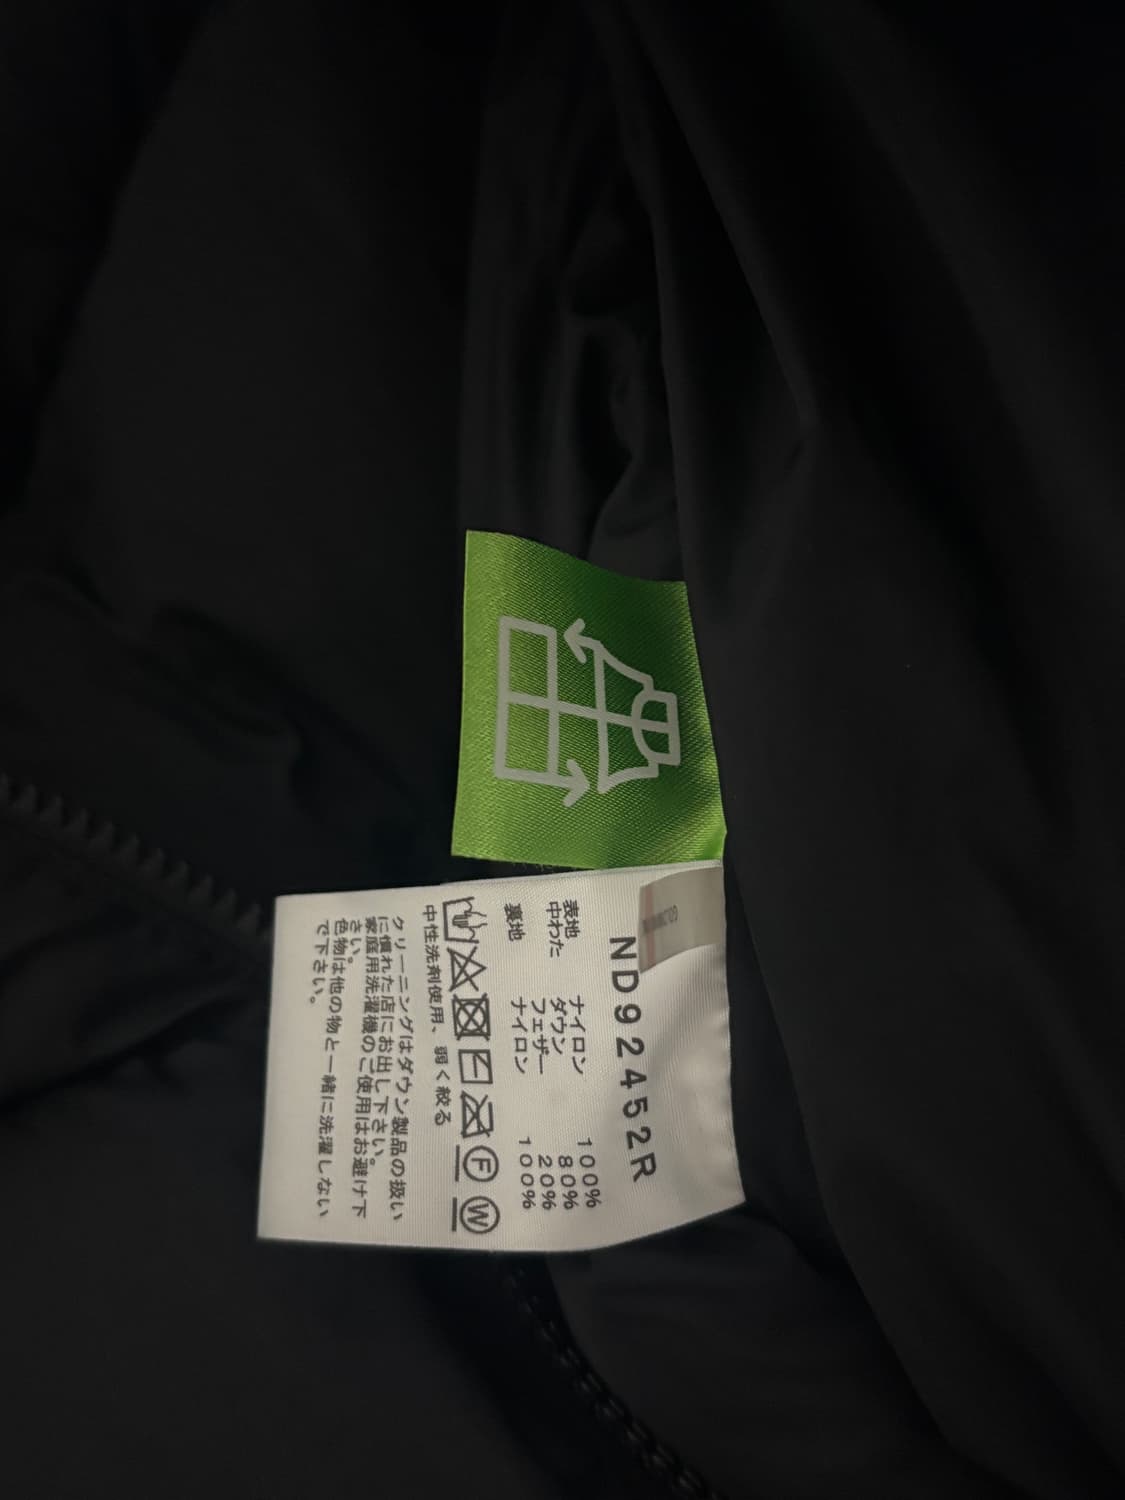 ND92452R
表地 ナイロン 100%
中わた ダウン 80%
フェザー 20%
裏地 ナイロン 100%
F W
中性洗剤使用、弱く絞る
クリーニングはダウン製品の扱い
に慣れた店にお出し下さい。
家庭用洗濯機のご使用はお避け下
さい。
色物は他の物と一緒に洗濯しない
で下さい。